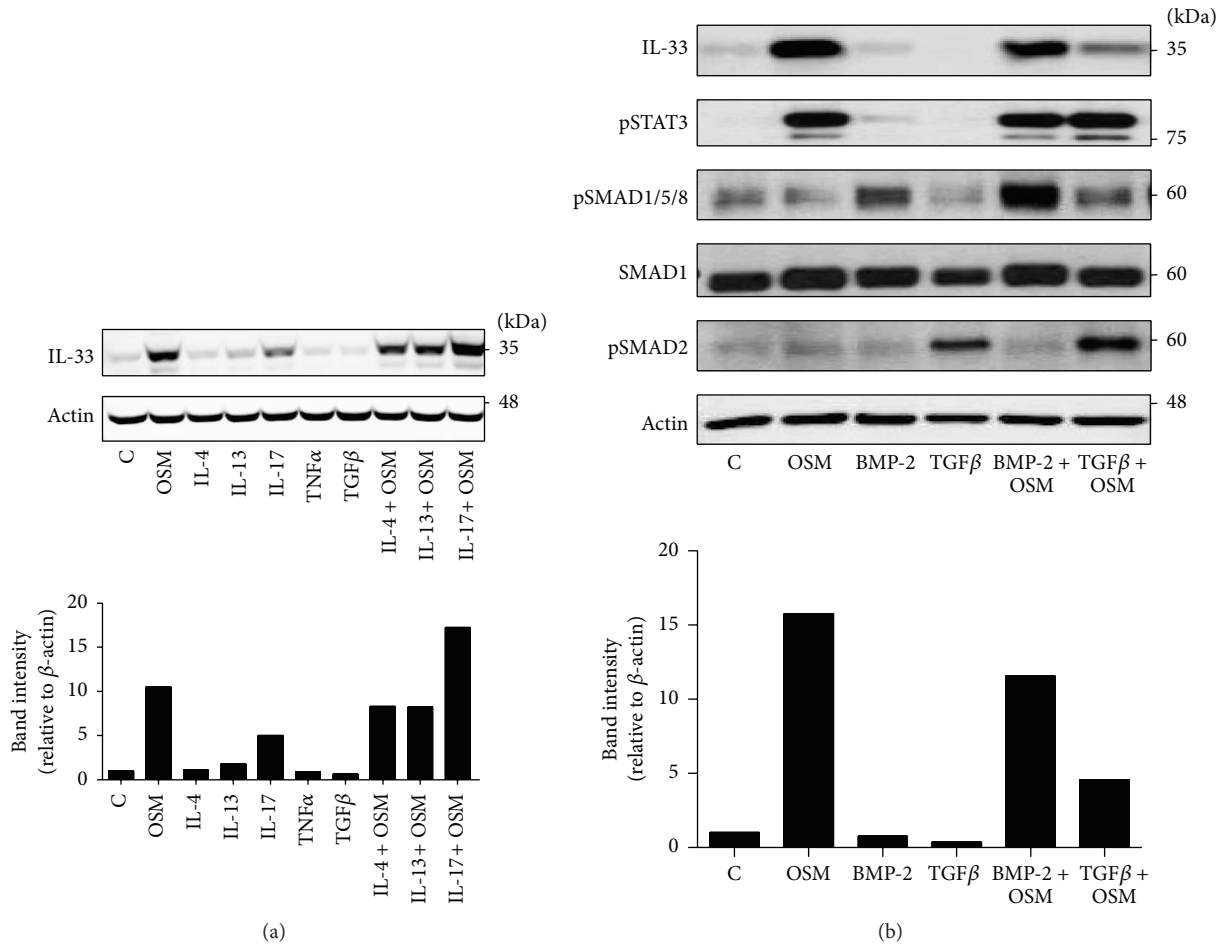 (kDa)
IL-33
35
Actin
48
C
OSM
IL-4
IL-13
IL-17
TNFα
TGFβ
IL-4 + OSM
IL-13+ OSM
IL-17+ OSM
Band intensity
(relative to β-actin)
20
15
10
5
0
C
OSM
IL-4
IL-13
IL-17
TNFα
TGFβ
IL-4 + OSM
IL-13+ OSM
IL-17+ OSM
(a)
(kDa)
IL-33
35
pSTAT3
75
pSMAD1/5/8
60
SMAD1
60
pSMAD2
60
Actin
48
C
OSM
BMP-2
TGFβ
BMP-2 +
OSM
TGFβ +
OSM
Band intensity
(relative to β-actin)
20
15
10
5
0
C
OSM
BMP-2
TGFβ
BMP-2 +
OSM
TGFβ +
OSM
(b)